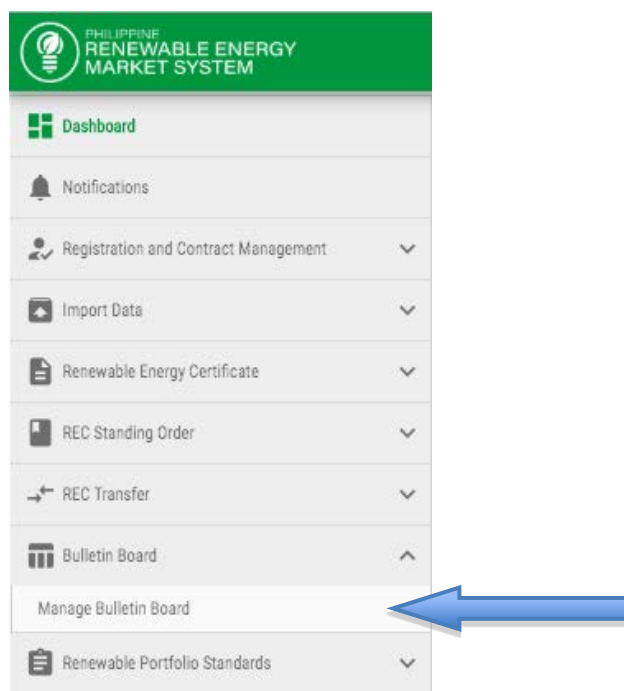 PHILIPPINE
RENEWABLE ENERGY
MARKET SYSTEM
Dashboard
Notifications
Registration and Contract Management
Import Data
Renewable Energy Certificate
REC Standing Order
REC Transfer
Bulletin Board
Manage Bulletin Board
Renewable Portfolio Standards